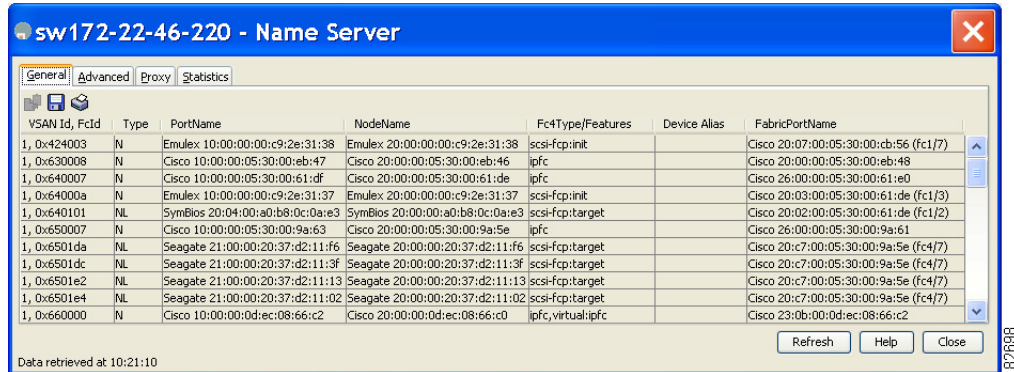 sw172-22-46-220 - Name Server
General Advanced Proxy Statistics
VSAN Id, FcId Type PortName NodeName Fc4Type/Features Device Alias FabricPortName
1, 0x424003 N Emulex 10:00:00:00:c9:2e:31:38 Emulex 20:00:00:00:c9:2e:31:38 scsi-fcp:init Cisco 20:07:00:05:30:00:cb:56 (fc1/7)
1, 0x630008 N Cisco 10:00:00:05:30:00:eb:47 Cisco 20:00:00:05:30:00:eb:46 ipfc Cisco 20:00:00:05:30:00:eb:48
1, 0x640007 N Cisco 10:00:00:05:30:00:61:df Cisco 20:00:00:05:30:00:61:de ipfc Cisco 26:00:00:05:30:00:61:e0
1, 0x64000a N Emulex 10:00:00:00:c9:2e:31:37 Emulex 20:00:00:00:c9:2e:31:37 scsi-fcp:init Cisco 20:03:00:05:30:00:61:de (fc1/3)
1, 0x640101 NL SymBios 20:04:00:a0:b8:0c:0a:e3 SymBios 20:00:00:a0:b8:0c:0a:e3 scsi-fcp:target Cisco 20:02:00:05:30:00:61:de (fc1/2)
1, 0x650007 N Cisco 10:00:00:05:30:00:9a:63 Cisco 20:00:00:05:30:00:9a:5e ipfc Cisco 26:00:00:05:30:00:9a:61
1, 0x6501da NL Seagate 21:00:00:20:37:d2:11:f6 Seagate 20:00:00:20:37:d2:11:f6 scsi-fcp:target Cisco 20:c7:00:05:30:00:9a:5e (fc4/7)
1, 0x6501dc NL Seagate 21:00:00:20:37:d2:11:3f Seagate 20:00:00:20:37:d2:11:3f scsi-fcp:target Cisco 20:c7:00:05:30:00:9a:5e (fc4/7)
1, 0x6501e2 NL Seagate 21:00:00:20:37:d2:11:13 Seagate 20:00:00:20:37:d2:11:13 scsi-fcp:target Cisco 20:c7:00:05:30:00:9a:5e (fc4/7)
1, 0x6501e4 NL Seagate 21:00:00:20:37:d2:11:02 Seagate 20:00:00:20:37:d2:11:02 scsi-fcp:target Cisco 20:c7:00:05:30:00:9a:5e (fc4/7)
1, 0x660000 N Cisco 10:00:00:0d:ec:08:66:c2 Cisco 20:00:00:0d:ec:08:66:c0 ipfc,virtual:ipfc Cisco 23:0b:00:0d:ec:08:66:c2
Refresh Help Close
Data retrieved at 10:21:10
82698